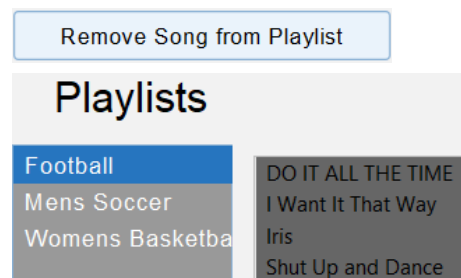 Remove Song from Playlist
Playlists
Football
Mens Soccer
Womens Basketba
DO IT ALL THE TIME
I Want It That Way
Iris
Shut Up and Dance